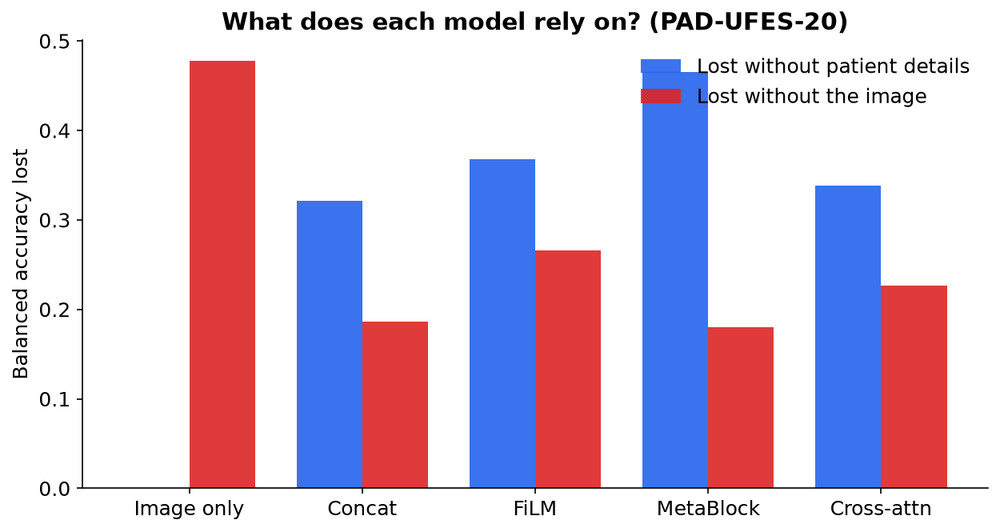 What does each model rely on? (PAD-UFES-20)
Balanced accuracy lost
0.5
0.4
0.3
0.2
0.1
0.0
Lost without patient details
Lost without the image
Image only Concat FiLM MetaBlock Cross-attn